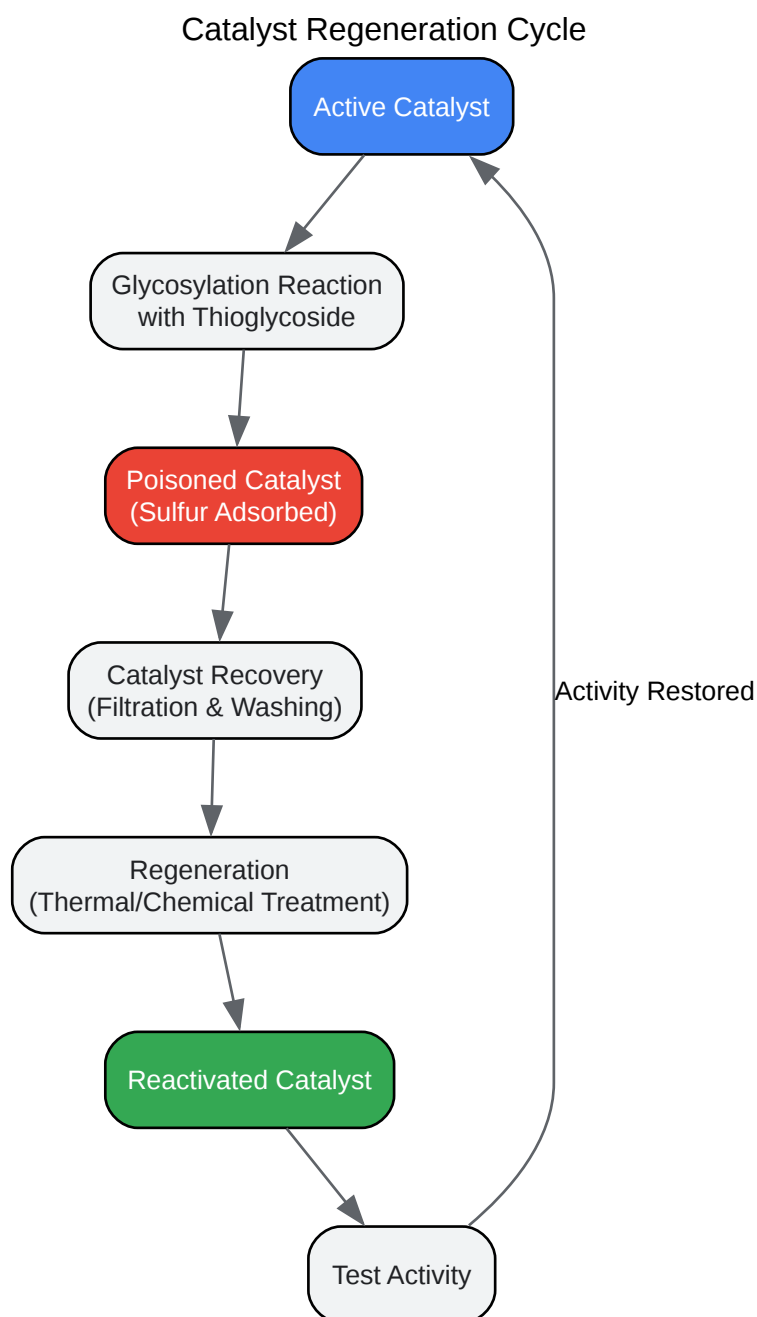 Catalyst Regeneration Cycle
Active Catalyst
Glycosylation Reaction
with Thioglycoside
Poisoned Catalyst
(Sulfur Adsorbed)
Catalyst Recovery
(Filtration & Washing)
Activity Restored
Regeneration
(Thermal/Chemical Treatment)
Reactivated Catalyst
Test Activity